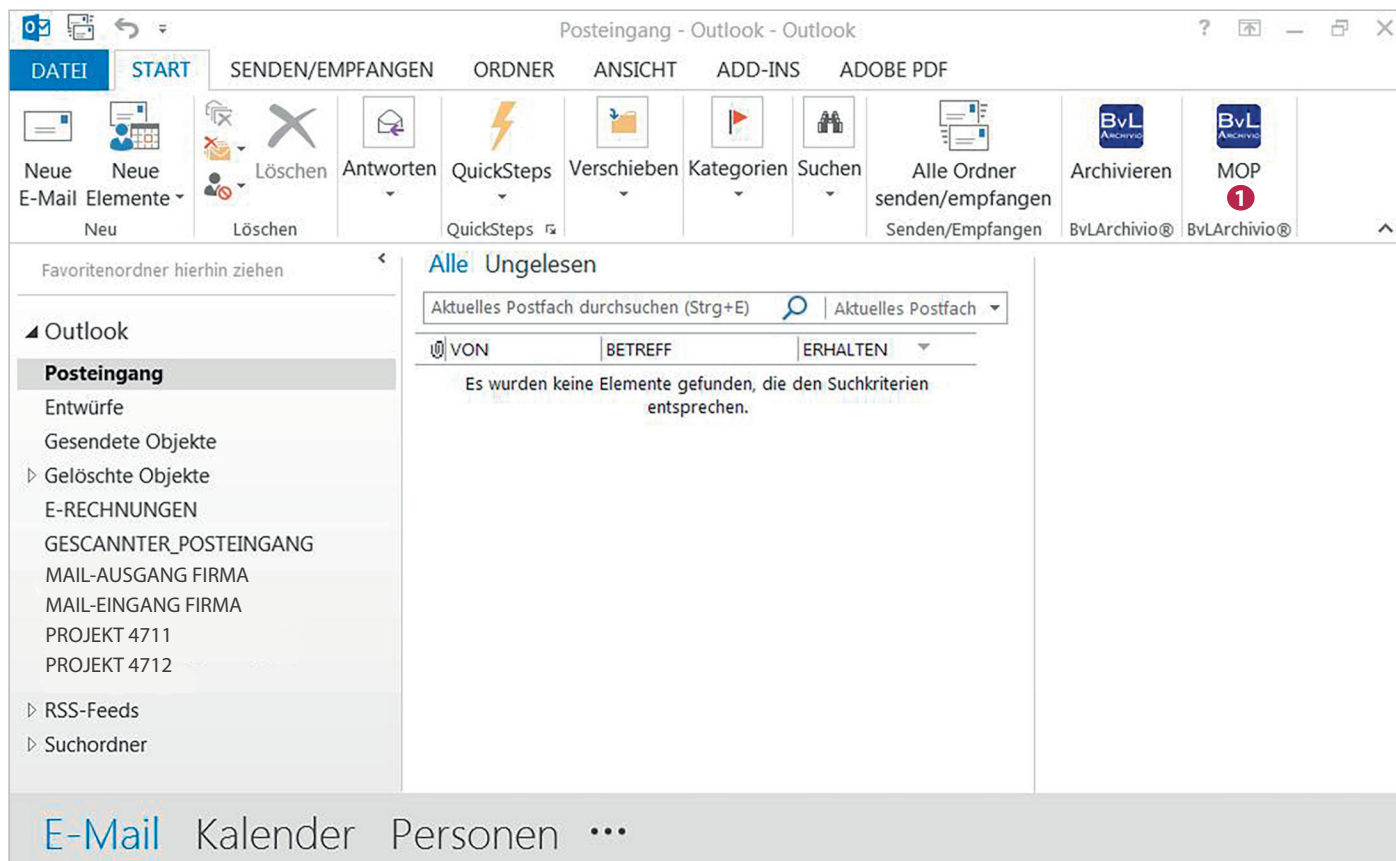 Posteingang - Outlook - Outlook
?
DATEI START SENDEN/EMPFANGEN ORDNER ANSICHT ADD-INS ADOBE PDF
Neue E-Mail
Neue Elemente
Löschen
Antworten
QuickSteps
Verschieben
Kategorien
Suchen
Alle Ordner senden/empfangen
BvL ARCHIVIO
Archivieren
BvL ARCHIVIO
MOP
1
Neu Löschen QuickSteps Senden/Empfangen BvLArchivio® BvLArchivio®
Favoritenordner hierhin ziehen
Outlook
Posteingang
Entwürfe
Gesendete Objekte
Gelöschte Objekte
E-RECHNUNGEN
GESCANNTER_POSTEINGANG
MAIL-AUSGANG FIRMA
MAIL-EINGANG FIRMA
PROJEKT 4711
PROJEKT 4712
RSS-Feeds
Suchordner
Alle Ungelesen
Aktuelles Postfach durchsuchen (Strg+E) Aktuelles Postfach
VON BETREFF ERHALTEN
Es wurden keine Elemente gefunden, die den Suchkriterien
entsprechen.
E-Mail Kalender Personen •••